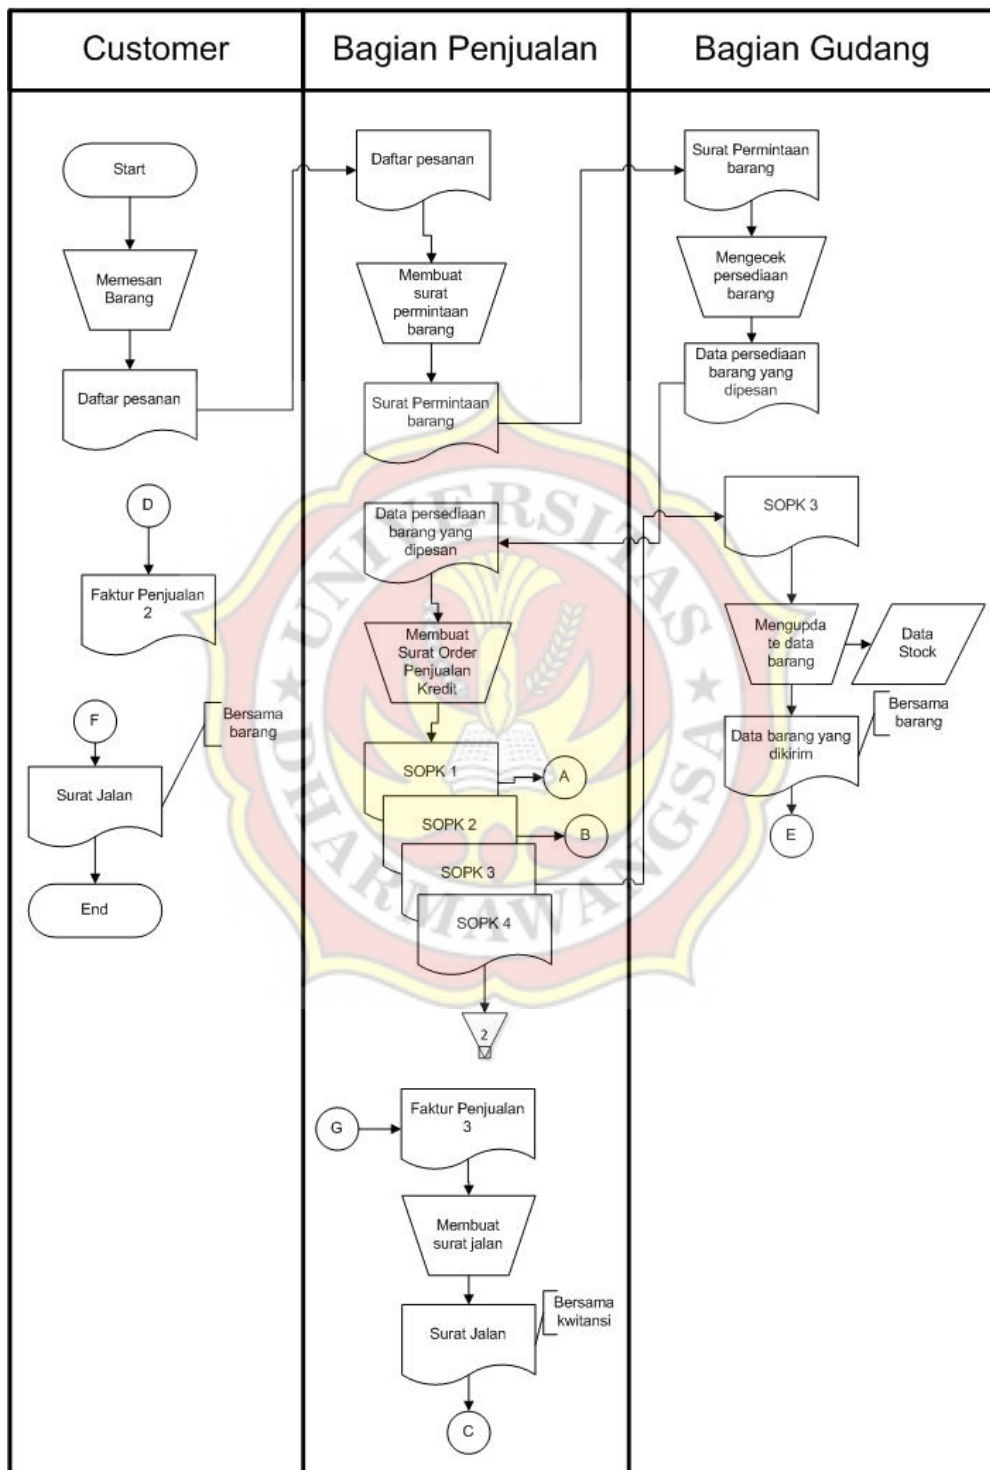 Customer
Bagian Penjualan
Bagian Gudang
Start
Memesan
Barang
Daftar pesanan
D
Faktur Penjualan
2
F
Bersama
barang
Surat Jalan
End
Daftar pesanan
Membuat
surat
permintaan
barang
Surat Permintaan
barang
Data persediaan
barang yang
dipesan
Membuat
Surat Order
Penjualan
Kredit
SOPK 1
A
SOPK 2
B
SOPK 3
SOPK 4
2
G
Faktur Penjualan
3
Membuat
surat jalan
Surat Jalan
Bersama
kwitansi
C
Surat Permintaan
barang
Mengecek
persediaan
barang
Data persediaan
barang yang
dipesan
SOPK 3
Mengupda
te data
barang
Data
Stock
Bersama
barang
Data barang yang
dikirim
E
UNIVERSITAS
DHARMAWANGSA